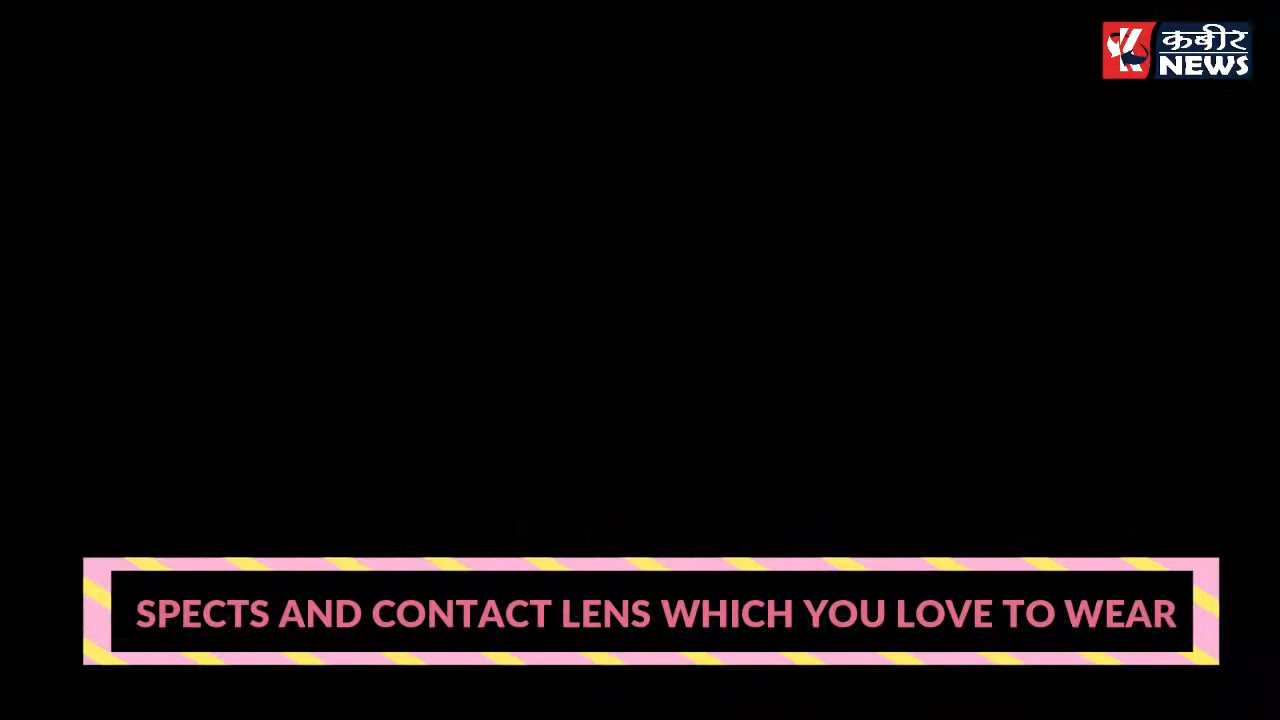 कबीर
NEWS
SPECTS AND CONTACT LENS WHICH YOU LOVE TO WEAR